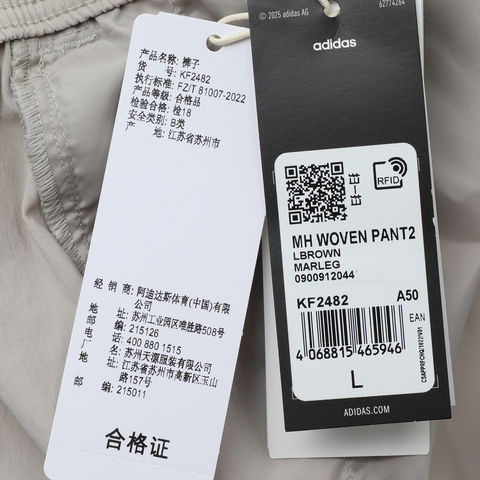 产品名称: 裤子
货 号: KF2482
执行标准: FZ/T 81007-2022
产品等级: 合格品
检验合格: 检18
安全类别: B类
产 地: 江苏省苏州市
经 销 商: 阿迪达斯体育(中国)有限
公司
地 址: 苏州工业园区唯胜路508号
邮 编: 215126
电 话: 400 880 1515
厂 名: 苏州天源服装有限公司
地 址: 江苏省苏州市高新区玉山
路157号
邮 编: 215011
合格证
© 2025 adidas AG
62774264
adidas
RFID
MH WOVEN PANT2
LBROWN
MARLEG
0900912044
KF2482 A50
EAN
4 068815 465946
L
ADIDAS.COM